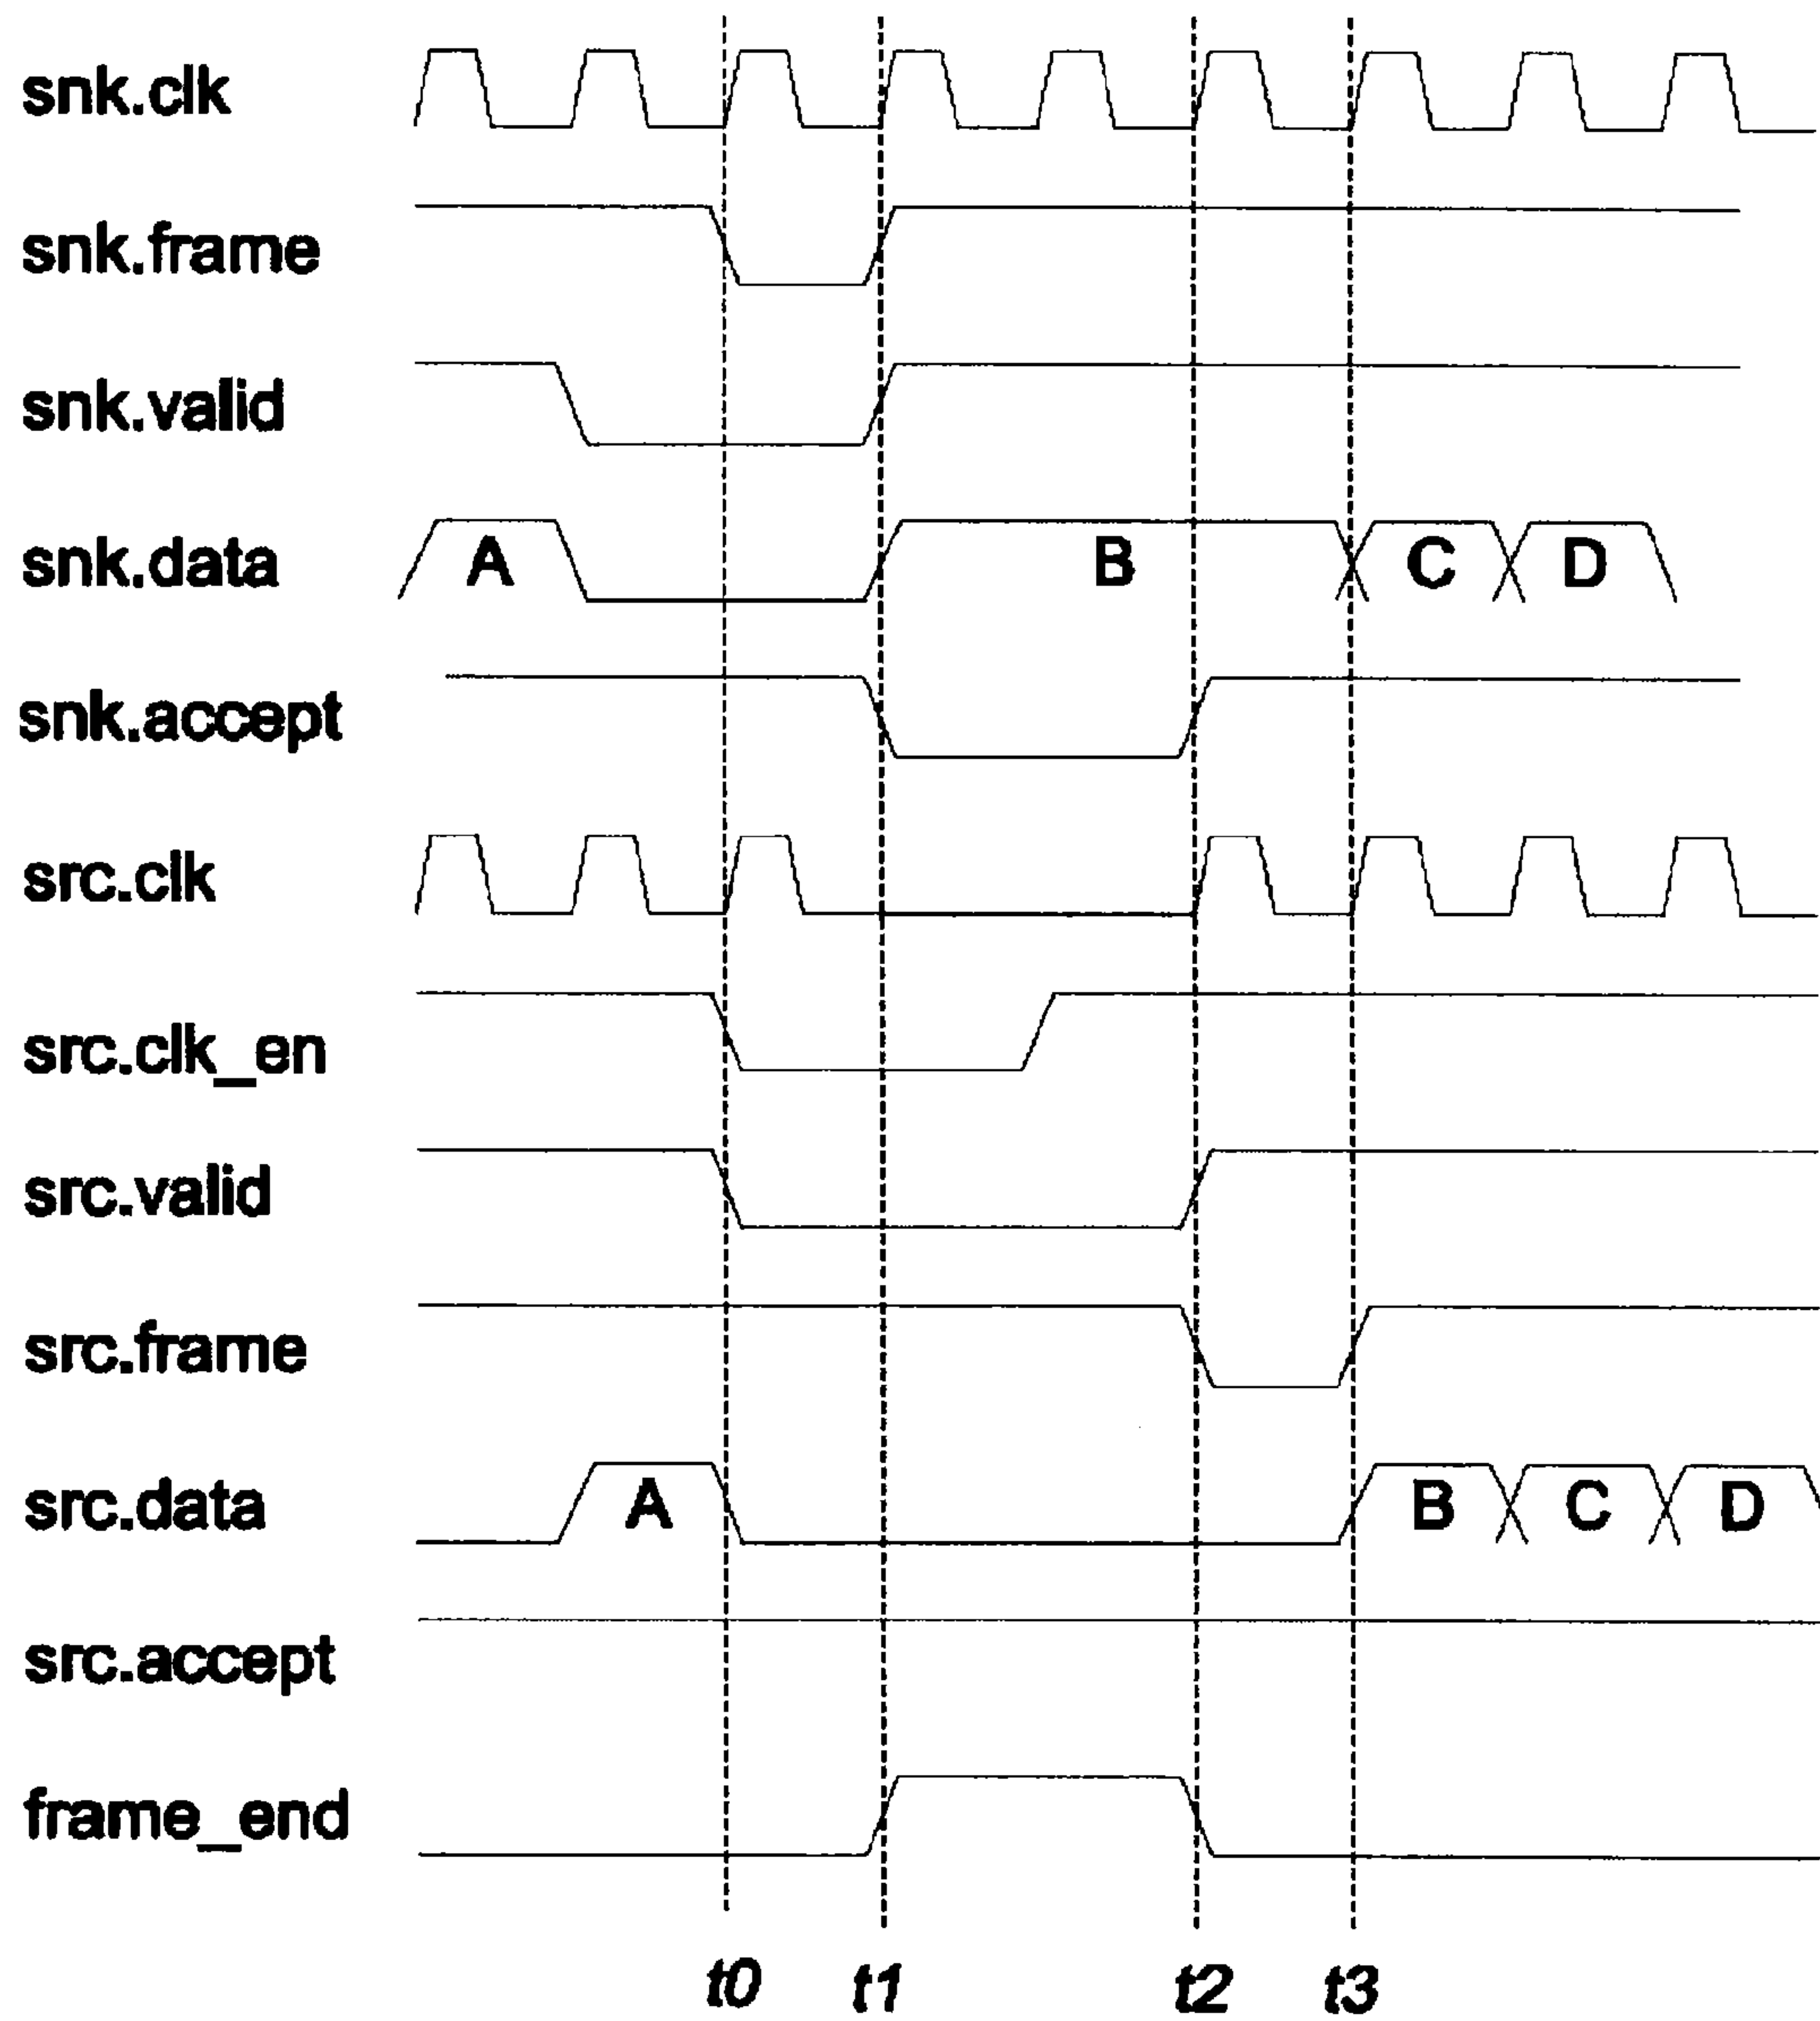 snk.clk
snk.frame
snk.valid
snk.data A B C D
snk.accept
src.clk
src.clk_en
src.valid
src.frame
src.data A B C D
src.accept
frame_end
t0 t1 t2 t3